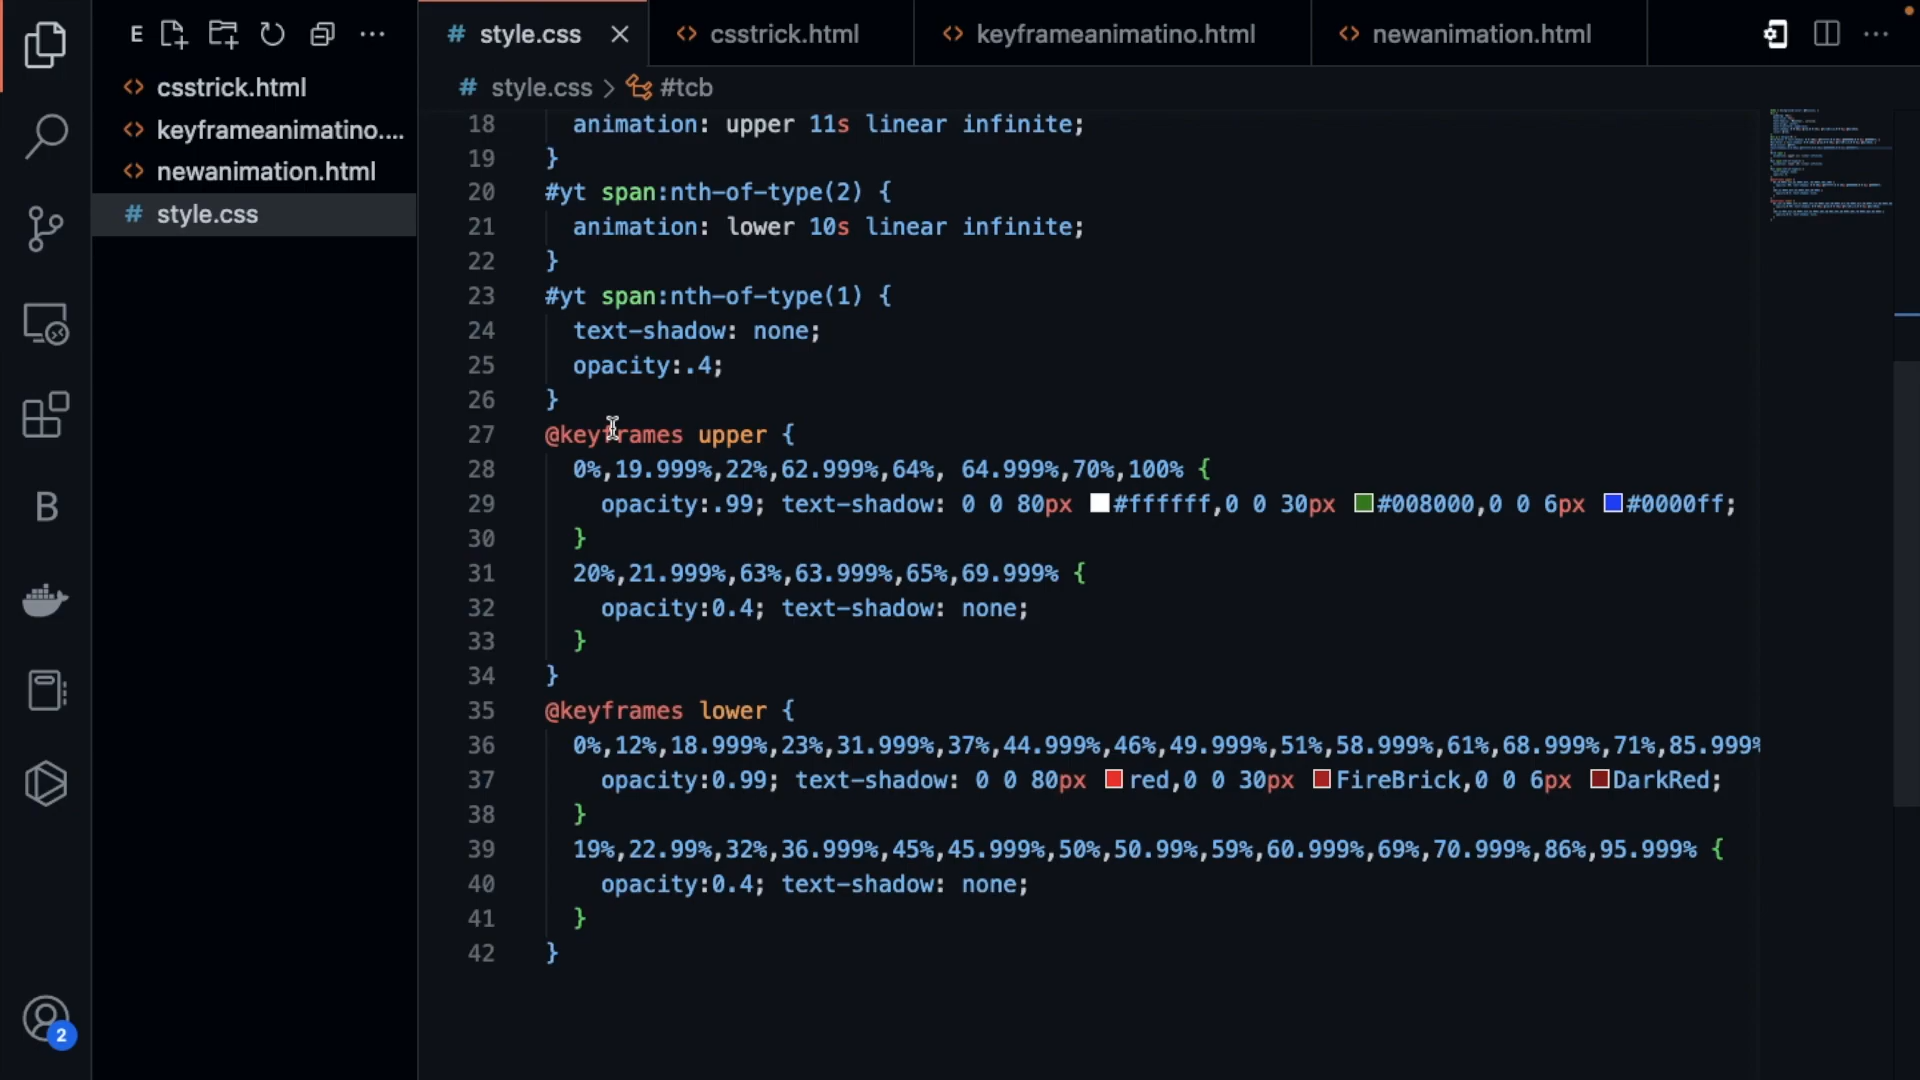 E
csstrick.html
keyframeanimatino....
newanimation.html
# style.css
B
2
# style.css
<> csstrick.html
<> keyframeanimatino.html
<> newanimation.html
# style.css > #tcb
18 animation: upper 11s linear infinite;
19 }
20 #yt span:nth-of-type(2) {
21 animation: lower 10s linear infinite;
22 }
23 #yt span:nth-of-type(1) {
24 text-shadow: none;
25 opacity:.4;
26 }
27 @keyframes upper {
28 0%,19.999%,22%,62.999%,64%, 64.999%,70%,100% {
29 opacity:.99; text-shadow: 0 0 80px #ffffff,0 0 30px #008000,0 0 6px #0000ff;
30 }
31 20%,21.999%,63%,63.999%,65%,69.999% {
32 opacity:0.4; text-shadow: none;
33 }
34 }
35 @keyframes lower {
36 0%,12%,18.999%,23%,31.999%,37%,44.999%,46%,49.999%,51%,58.999%,61%,68.999%,71%,85.999%
37 opacity:0.99; text-shadow: 0 0 80px red,0 0 30px FireBrick,0 0 6px DarkRed;
38 }
39 19%,22.99%,32%,36.999%,45%,45.999%,50%,50.99%,59%,60.999%,69%,70.999%,86%,95.999% {
40 opacity:0.4; text-shadow: none;
41 }
42 }